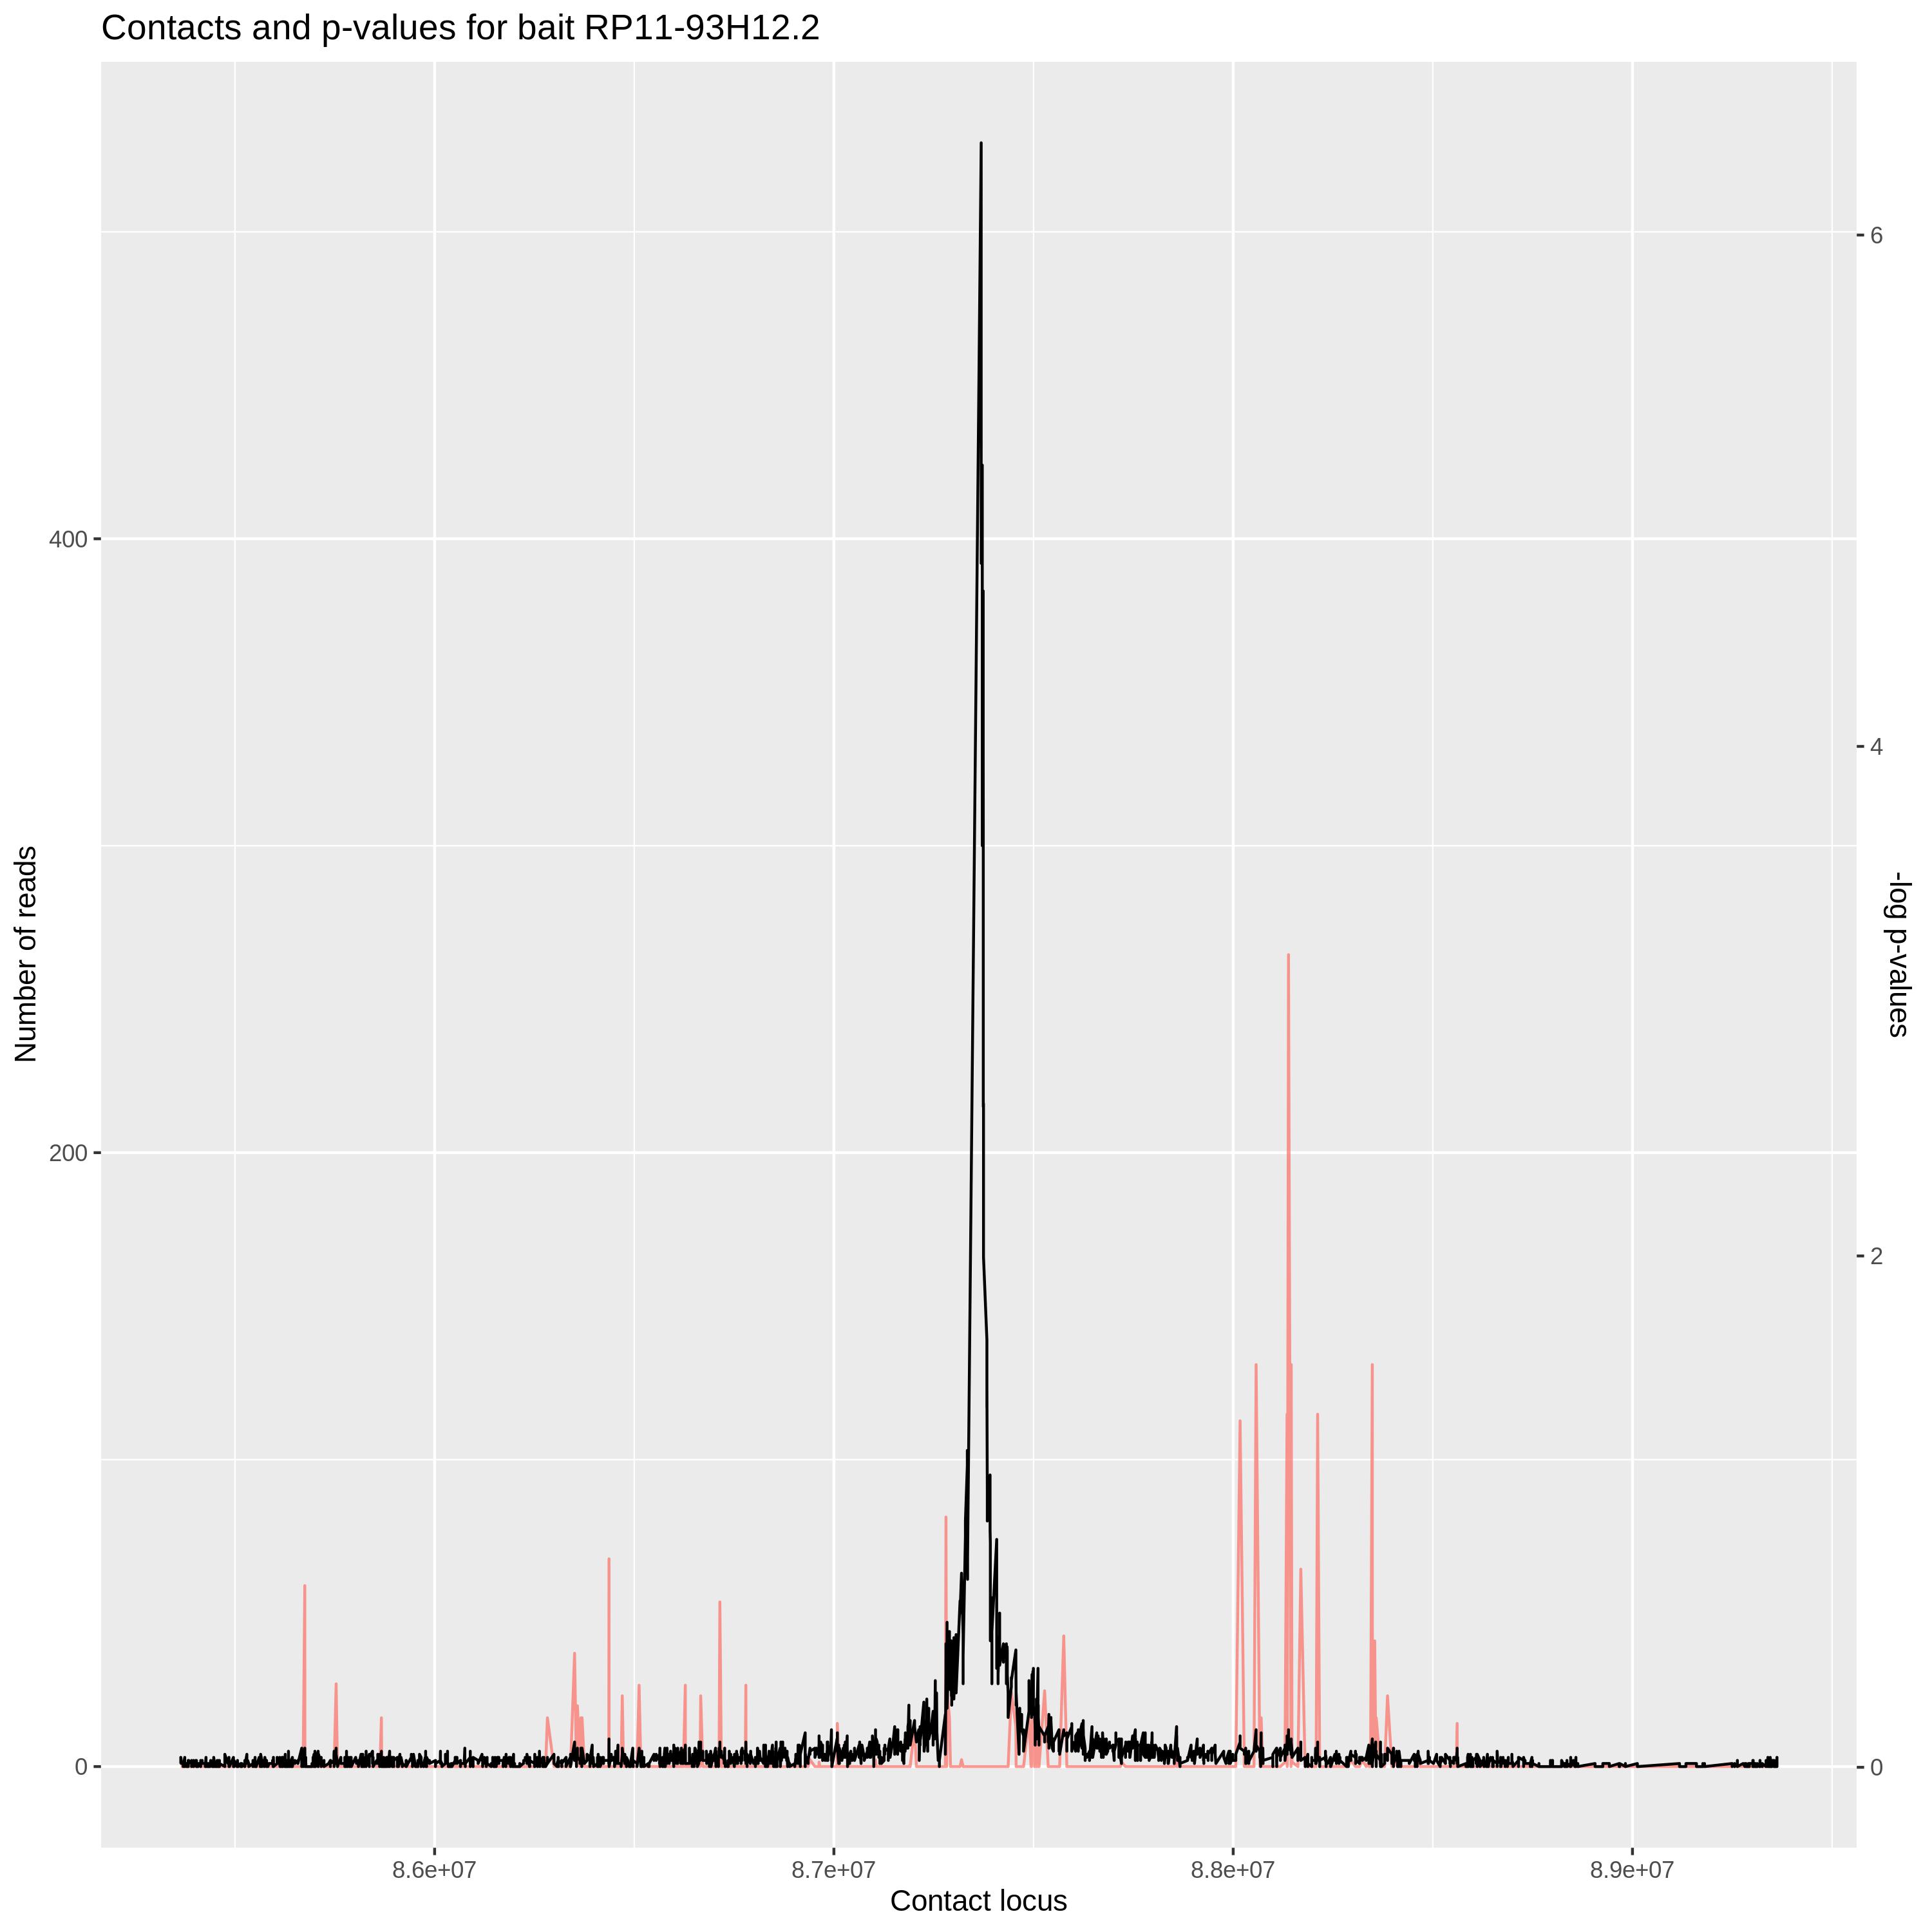 Contacts and p-values for bait RP11-93H12.2
Number of reads
400
200
0
6
4
2
0
-log p-values
8.6e+07
8.7e+07
8.8e+07
8.9e+07
Contact locus